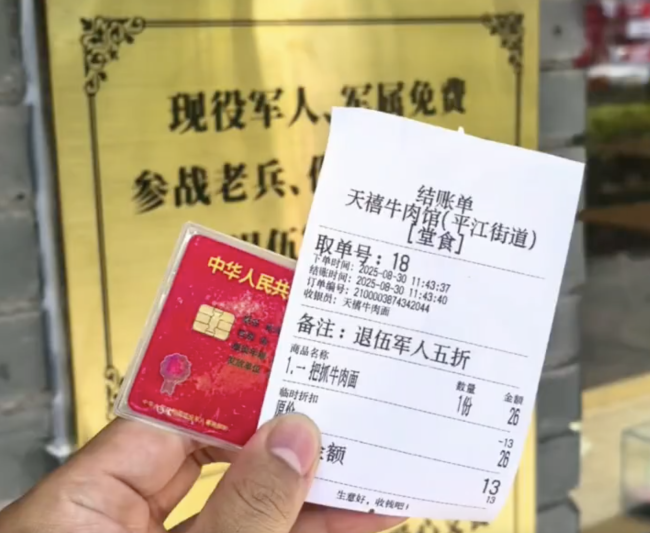 现役军人、军属免费
参战老兵、
退伍
中华人民共
结账单
天禧牛肉馆(平江街道)
[堂食]
取单号: 18
下单时间: 2025-08-30 11:43:37
结账时间: 2025-08-30 11:43:40
订单编号: 2100003874342044
收银员: 天禧牛肉面
备注: 退伍军人五折
商品名称 数量 金额
1.一把抓牛肉面 1份 26
临时折扣 -13
原价 26
金额 13
13
生意好, 收钱吧!